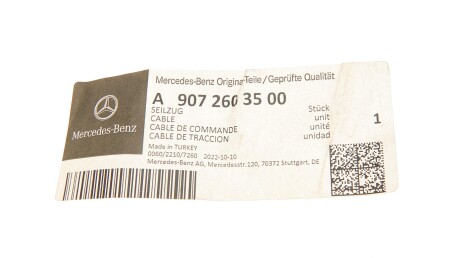 Mercedes-Benz Original-Teile/Geprüfte Qualität
A 907 260 35 00
SEILZUG
CABLE
CABLE DE COMMANDE
CABLE DE TRACCION
Stück
unit
unité
unidad
1
Mercedes-Benz
Made in TURKEY
0060/2210/7260 2022-10-10
Mercedes-Benz AG, Mercedesstr.120, 70372 Stuttgart, DE